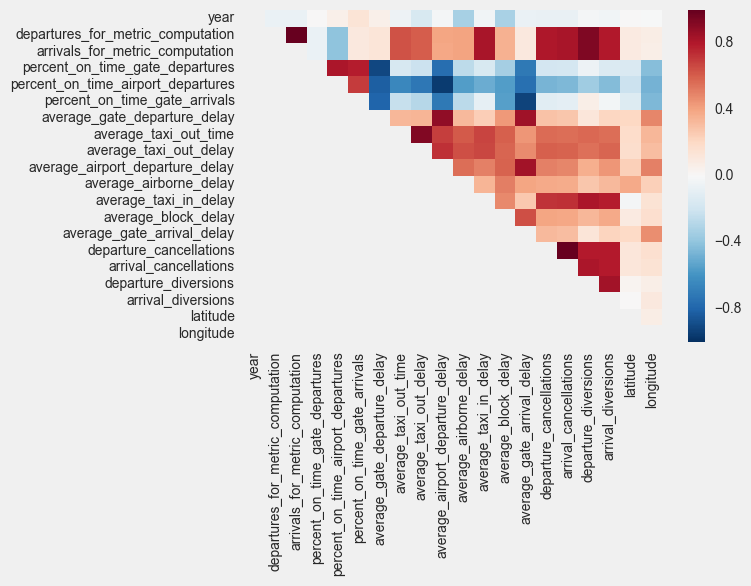 year
departures_for_metric_computation
arrivals_for_metric_computation
percent_on_time_gate_departures
percent_on_time_airport_departures
percent_on_time_gate_arrivals
average_gate_departure_delay
average_taxi_out_time
average_taxi_out_delay
average_airport_departure_delay
average_airborne_delay
average_taxi_in_delay
average_block_delay
average_gate_arrival_delay
departure_cancellations
arrival_cancellations
departure_diversions
arrival_diversions
latitude
longitude
0.8
0.4
0.0
−0.4
−0.8
year
departures_for_metric_computation
arrivals_for_metric_computation
percent_on_time_gate_departures
percent_on_time_airport_departures
percent_on_time_gate_arrivals
average_gate_departure_delay
average_taxi_out_time
average_taxi_out_delay
average_airport_departure_delay
average_airborne_delay
average_taxi_in_delay
average_block_delay
average_gate_arrival_delay
departure_cancellations
arrival_cancellations
departure_diversions
arrival_diversions
latitude
longitude